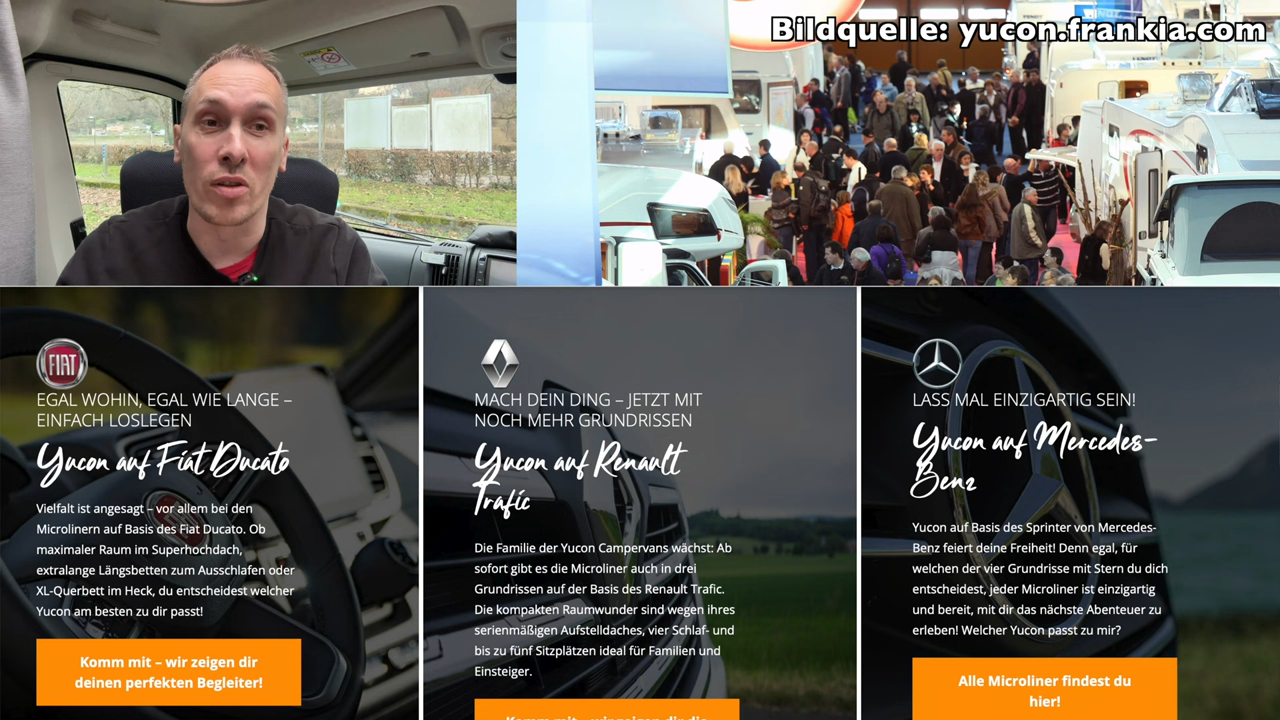 Bildquelle: yucon.frankia.com
FIAT
EGAL WOHIN, EGAL WIE LANGE –
EINFACH LOSLEGEN
Yucon auf Fiat Ducato
Vielfalt ist angesagt – vor allem bei den
Microlinern auf Basis des Fiat Ducato. Ob
maximaler Raum im Superhochdach,
extralange Längsbetten zum Ausschlafen oder
XL-Querbett im Heck, du entscheidest welcher
Yucon am besten zu dir passt!
Komm mit – wir zeigen dir
deinen perfekten Begleiter!
MACH DEIN DING – JETZT MIT
NOCH MEHR GRUNDRISSEN
Yucon auf Renault
Trafic
Die Familie der Yucon Campervans wächst: Ab
sofort gibt es die Microliner auch in drei
Grundrissen auf der Basis des Renault Trafic.
Die kompakten Raumwunder sind wegen ihres
serienmäßigen Aufstelldaches, vier Schlaf- und
bis zu fünf Sitzplätzen ideal für Familien und
Einsteiger.
Komm mit – wir zeigen dir die
LASS MAL EINZIGARTIG SEIN!
Yucon auf Mercedes-
Benz
Yucon auf Basis des Sprinter von Mercedes-
Benz feiert deine Freiheit! Denn egal, für
welchen der vier Grundrisse mit Stern du dich
entscheidest, jeder Microliner ist einzigartig
und bereit, mit dir das nächste Abenteuer zu
erleben! Welcher Yucon passt zu mir?
Alle Microliner findest du
hier!